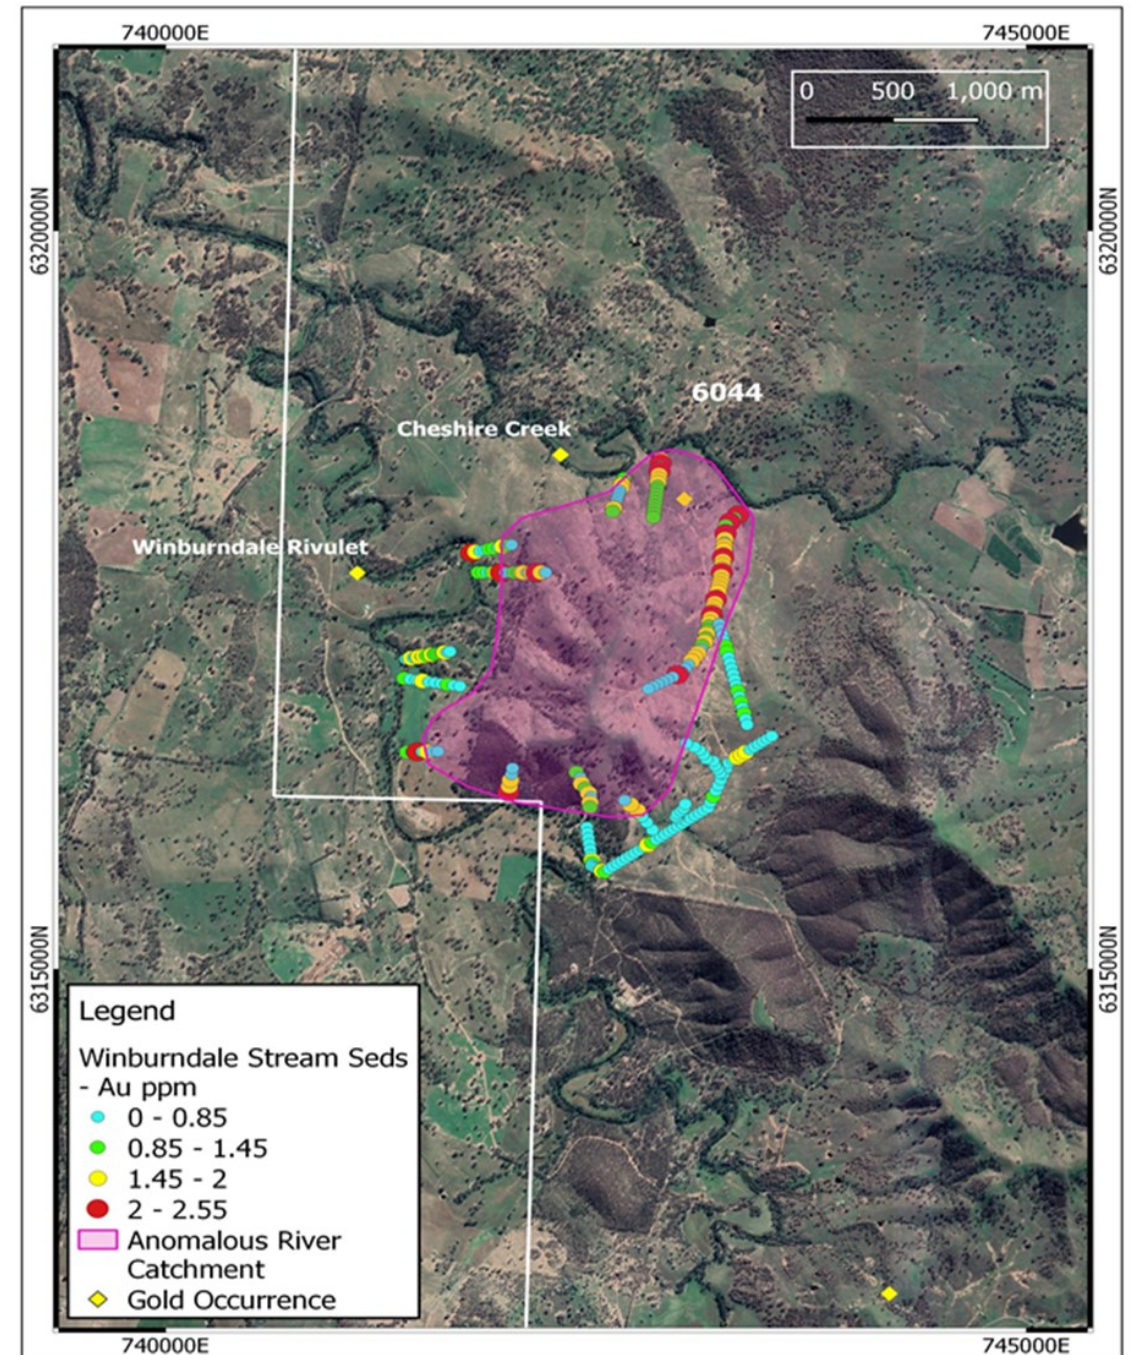 740000E 745000E
0 500 1,000 m
6320000N 6320000N
6044
Cheshire Creek
Winburndale Rivulet
6315000N 6315000N
Legend
Winburndale Stream Seds
- Au ppm
0 - 0.85
0.85 - 1.45
1.45 - 2
2 - 2.55
Anomalous River
Catchment
Gold Occurrence
740000E 745000E